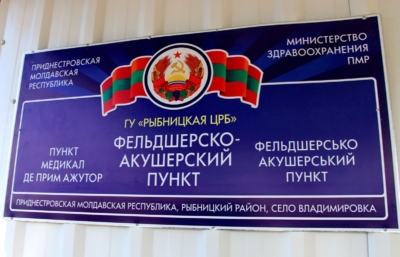 ПРИДНЕСТРОВСКАЯ
МОЛДАВСКАЯ
РЕСПУБЛИКА
МИНИСТЕРСТВО
ЗДРАВООХРАНЕНИЯ
ПМР
ГУ «РЫБНИЦКАЯ ЦРБ»
ПУНКТ
МЕДИКАЛ
ДЕ ПРИМ АЖУТОР
ФЕЛЬДШЕРСКО-
АКУШЕРСКИЙ
ПУНКТ
ФЕЛЬДШЕРСЬКО
АКУШЕРСЬКИЙ
ПУНКТ
ПРИДНЕСТРОВСКАЯ МОЛДАВСКАЯ РЕСПУБЛИКА, РЫБНИЦКИЙ РАЙОН, СЕЛО ВЛАДИМИРОВКА